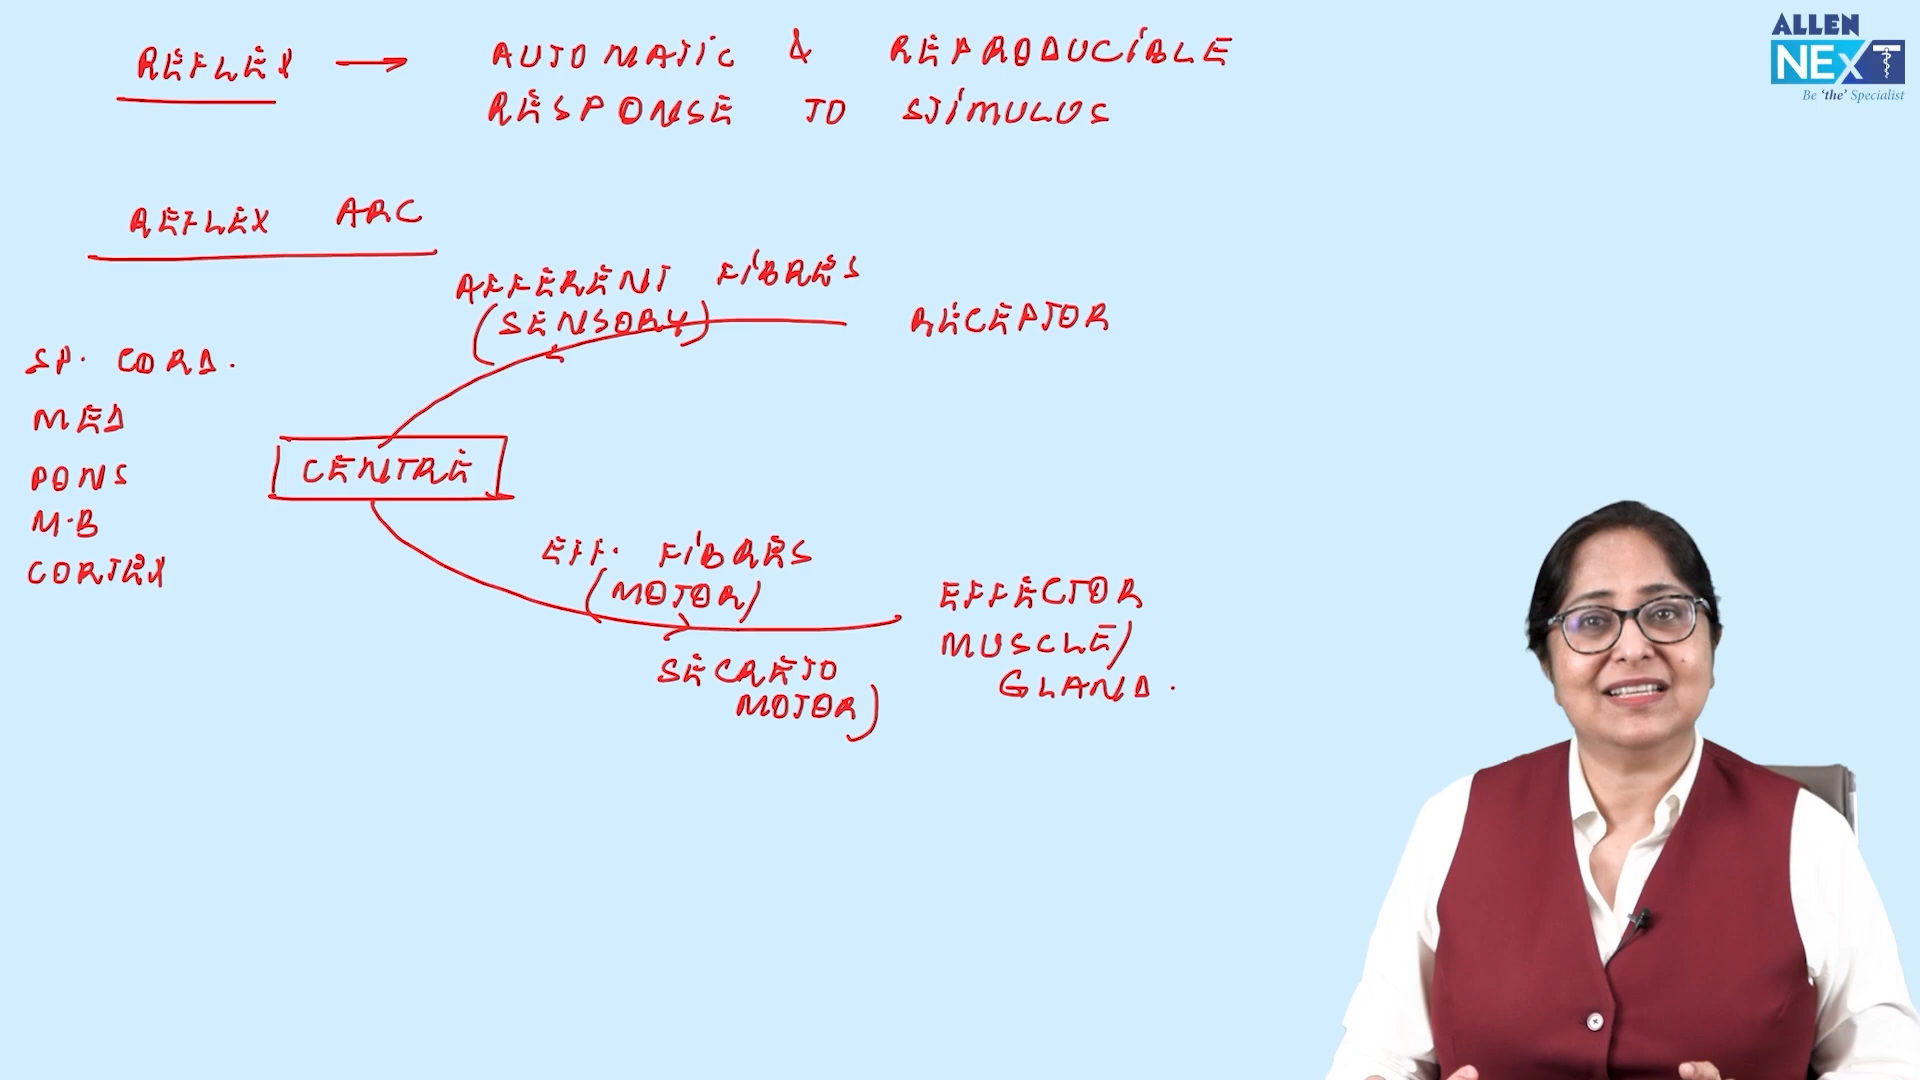 REFLEX → AUTOMATIC & REPRODUCIBLE
RESPONSE TO STIMULUS
REFLEX ARC
AFFERENT FIBRES
(SENSORY)
RECEPTOR
SP. CORD.
MED
PONS
M.B
CORTEX
CENTRE
EFF. FIBRES
(MOTOR/
SECRETO
MOTOR)
EFFECTOR
MUSCLE/
GLAND.
ALLEN
NEXT
Be 'the' Specialist